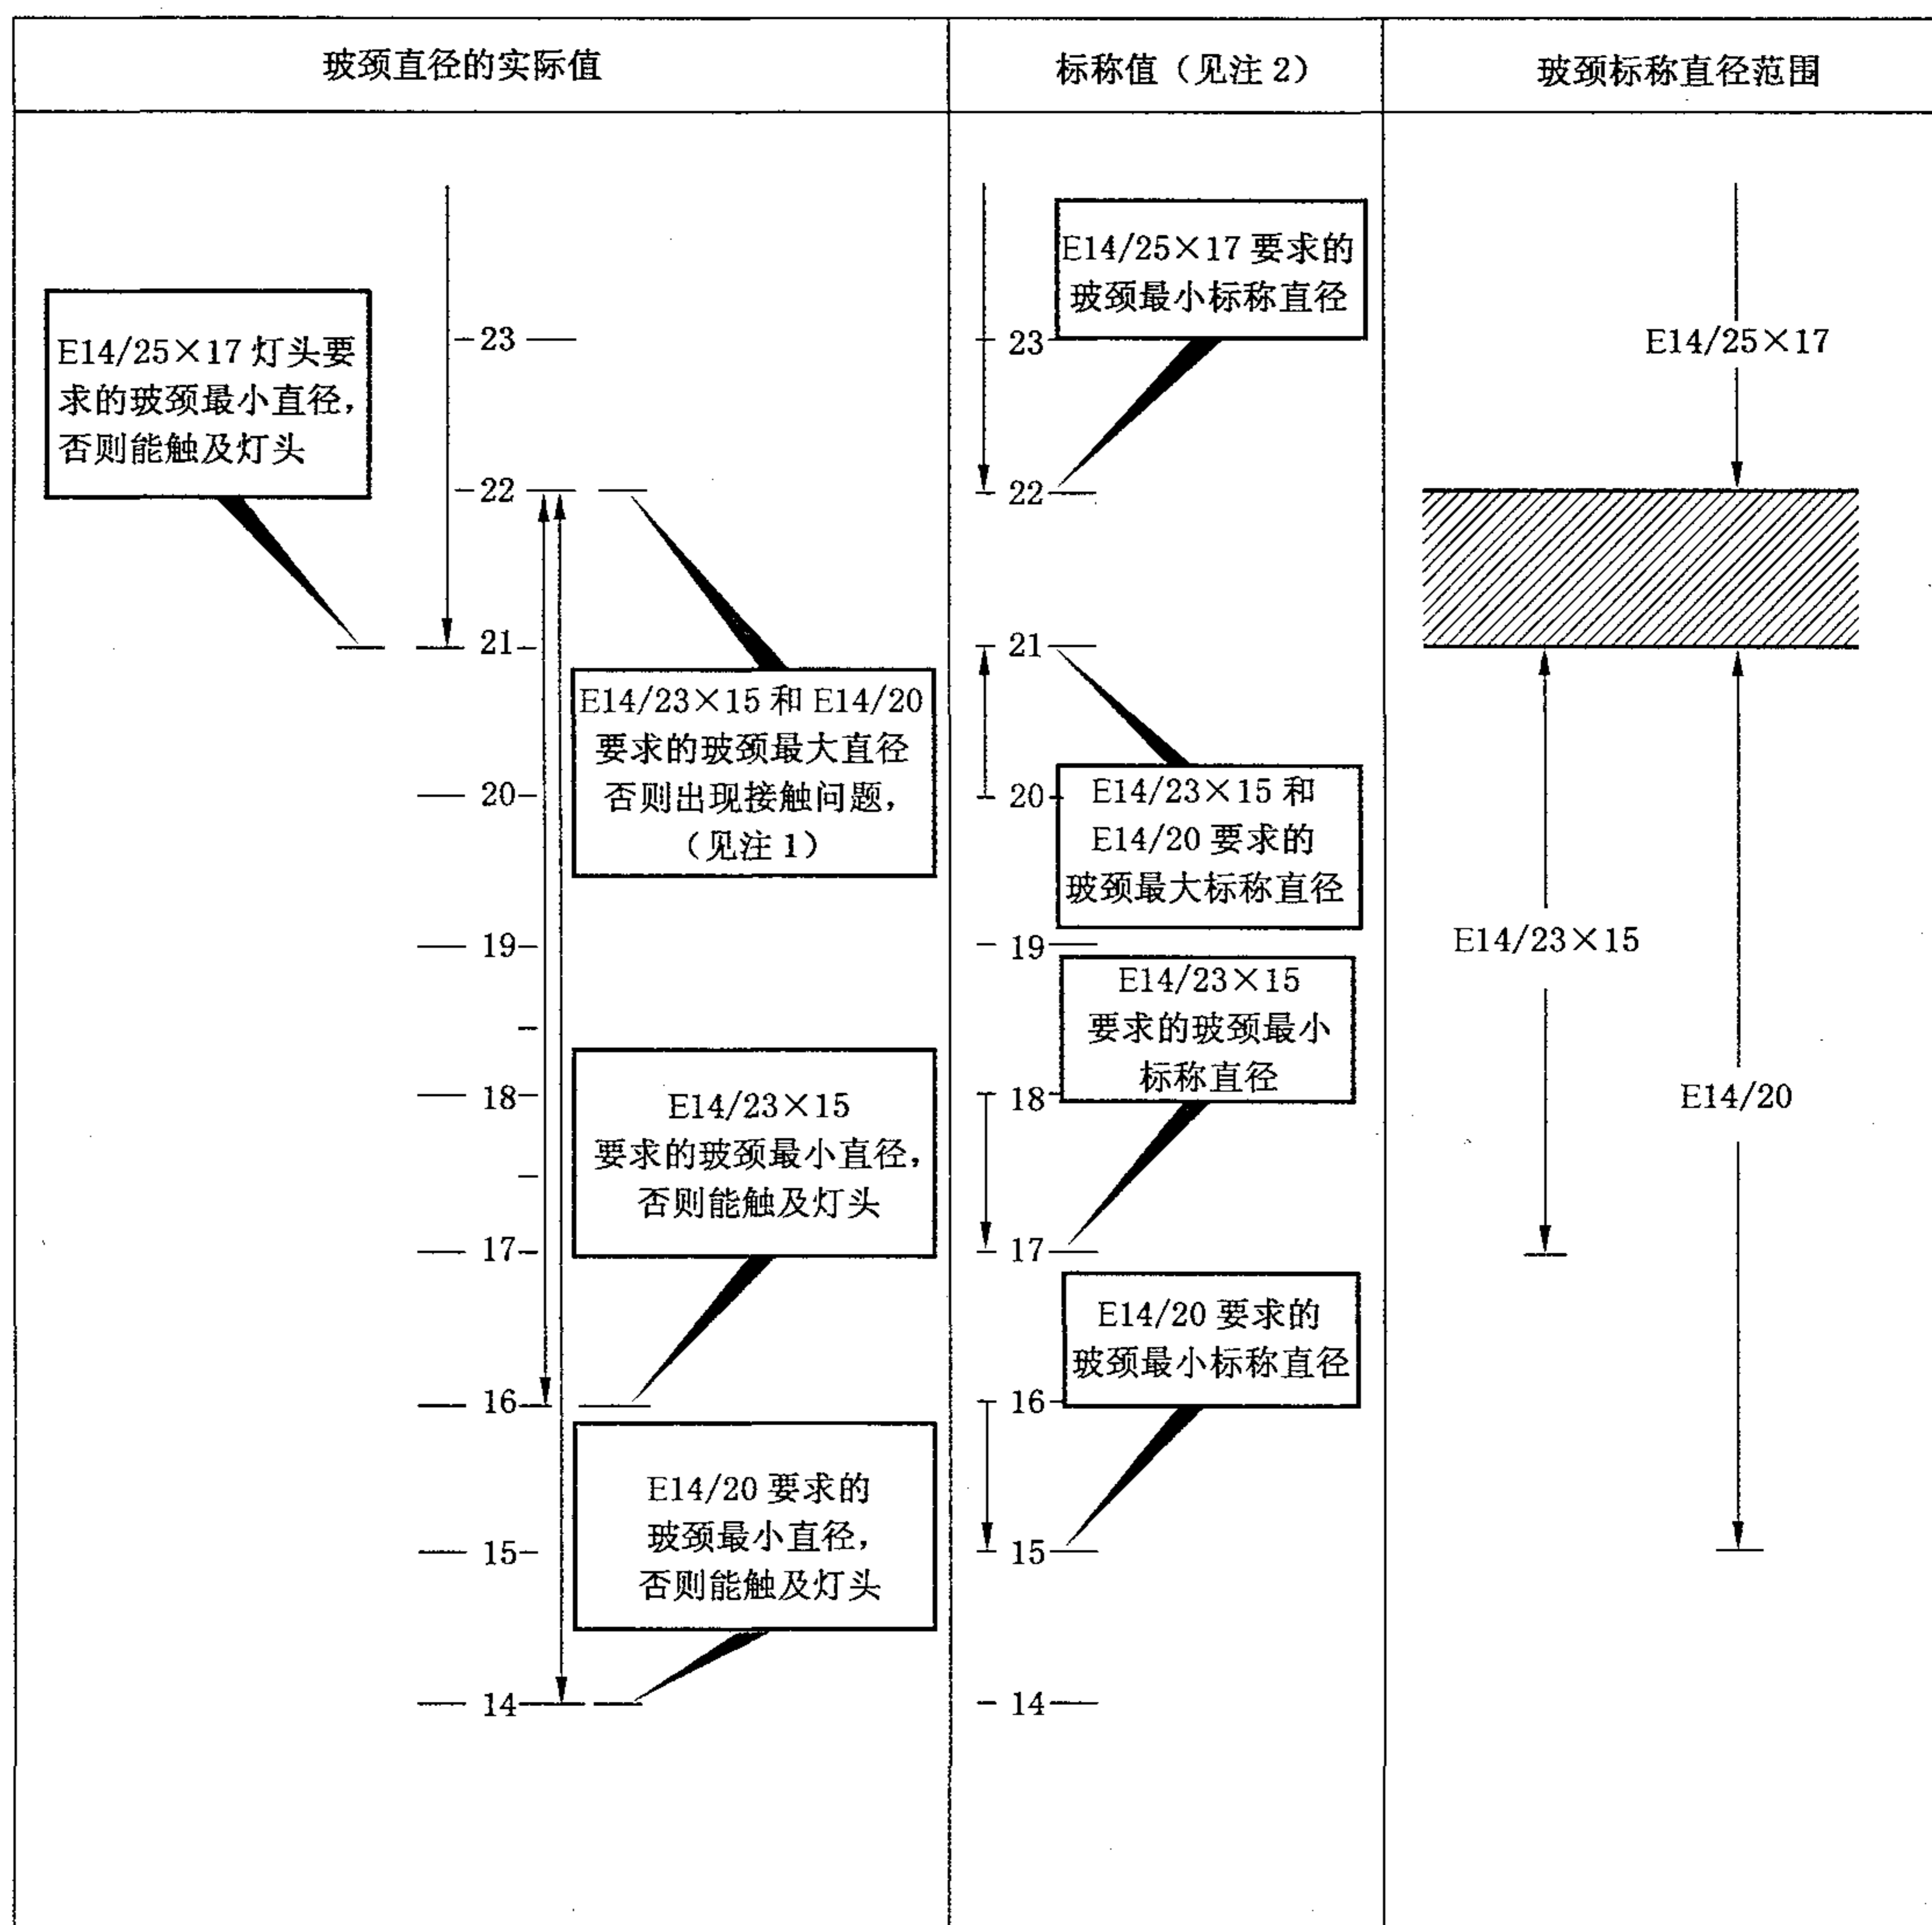 玻颈直径的实际值
标称值（见注2）
玻颈标称直径范围
E14/25×17 灯头要
求的玻颈最小直径，
否则能触及灯头
23
22
21
20
19
18
17
16
15
14
E14/23×15 和 E14/20
要求的玻颈最大直径
否则出现接触问题，
（见注1）
E14/23×15
要求的玻颈最小直径，
否则能触及灯头
E14/20 要求的
玻颈最小直径，
否则能触及灯头
E14/25×17 要求的
玻颈最小标称直径
23
22
21
20
19
18
17
16
15
14
E14/23×15 和
E14/20 要求的
玻颈最大标称直径
E14/23×15
要求的玻颈最小
标称直径
E14/20 要求的
玻颈最小标称直径
E14/25×17
E14/23×15
E14/20